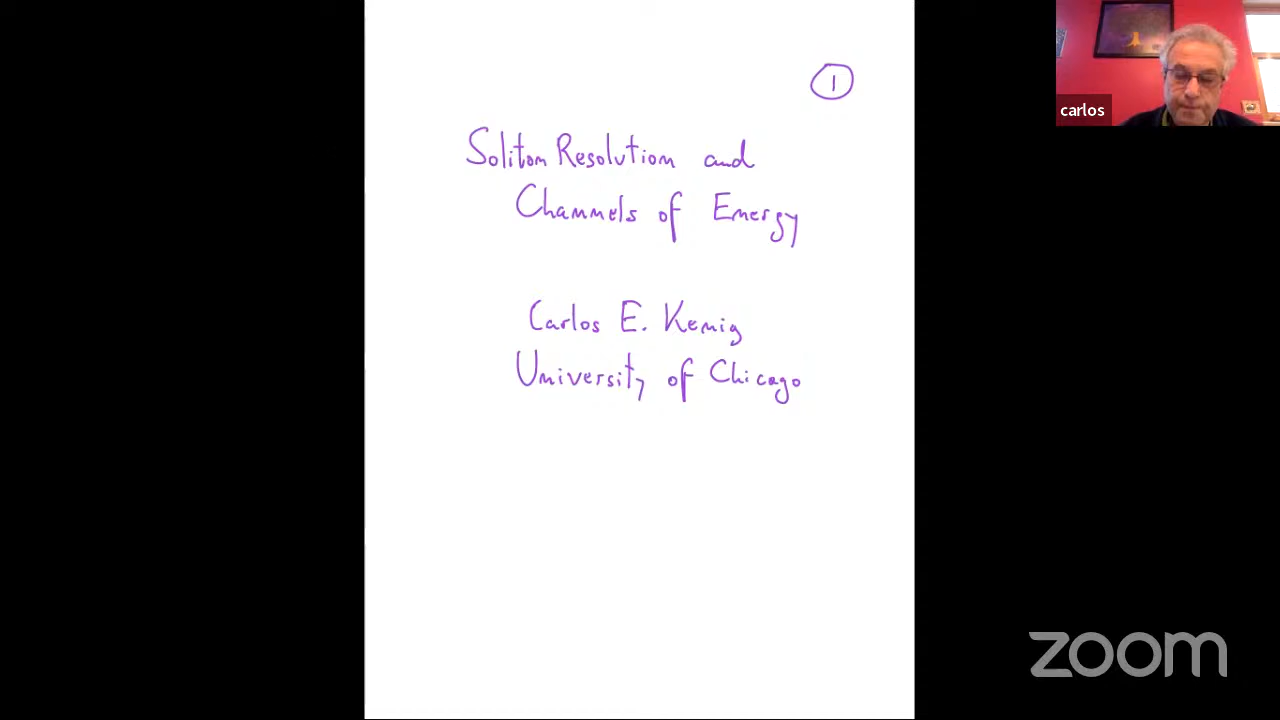 1
Soliton Resolution and
Channels of Energy
Carlos E. Kenig
University of Chicago
carlos
zoom